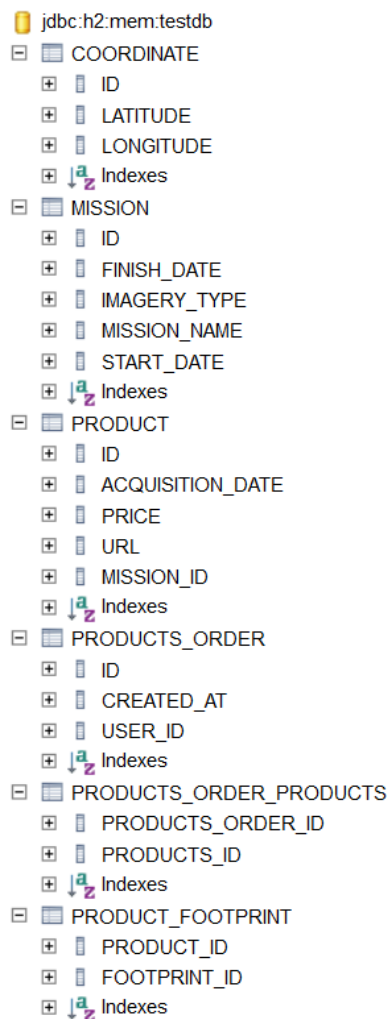 jdbc:h2:mem:testdb
COORDINATE
ID
LATITUDE
LONGITUDE
Indexes
MISSION
ID
FINISH_DATE
IMAGERY_TYPE
MISSION_NAME
START_DATE
Indexes
PRODUCT
ID
ACQUISITION_DATE
PRICE
URL
MISSION_ID
Indexes
PRODUCTS_ORDER
ID
CREATED_AT
USER_ID
Indexes
PRODUCTS_ORDER_PRODUCTS
PRODUCTS_ORDER_ID
PRODUCTS_ID
Indexes
PRODUCT_FOOTPRINT
PRODUCT_ID
FOOTPRINT_ID
Indexes